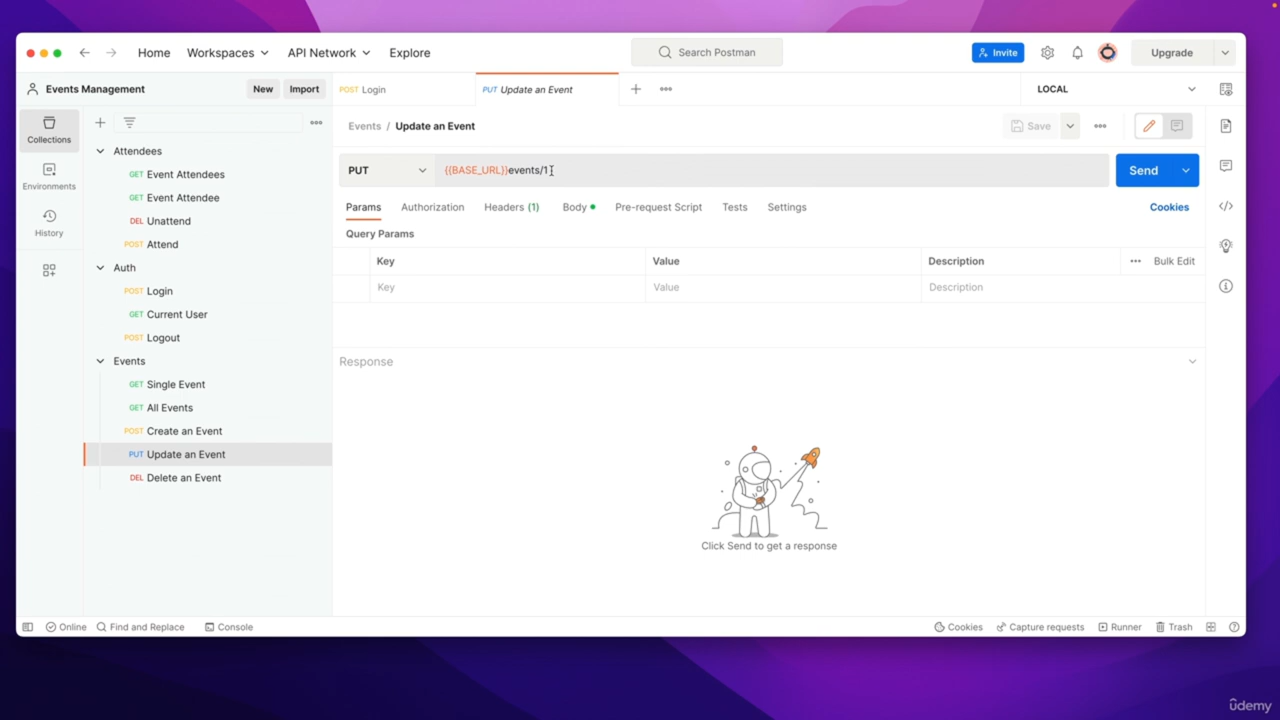 Home Workspaces API Network Explore Search Postman Invite Upgrade
Events Management New Import POST Login PUT Update an Event LOCAL
Collections
Environments
History
Attendees
GET Event Attendees
GET Event Attendee
DEL Unattend
POST Attend
Auth
POST Login
GET Current User
POST Logout
Events
GET Single Event
GET All Events
POST Create an Event
PUT Update an Event
DEL Delete an Event
Events / Update an Event Save
PUT {{BASE_URL}}events/1 Send
Params Authorization Headers (1) Body Pre-request Script Tests Settings Cookies
Query Params
Key Value Description Bulk Edit
Key Value Description
Response
Click Send to get a response
Online Find and Replace Console Cookies Capture requests Runner Trash
ûdemy